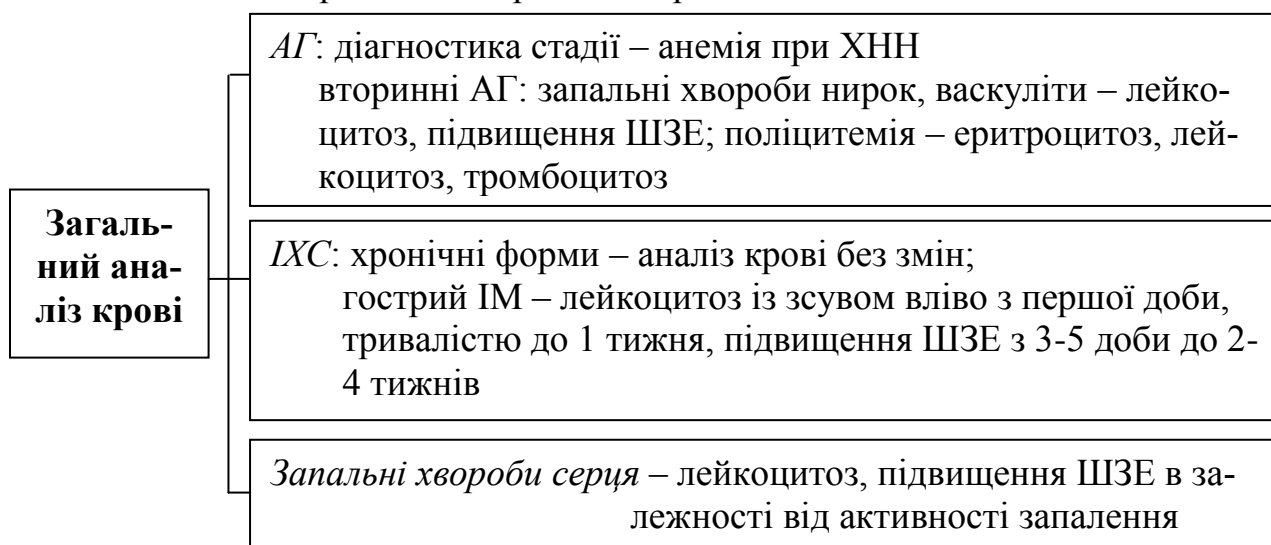 АГ: діагностика стадії – анемія при ХНН
вторинні АГ: запальні хвороби нирок, васкуліти – лейко-
цитоз, підвищення ШЗЕ; поліцитемія – еритроцитоз, лей-
коцитоз, тромбоцитоз
Загаль-
ний ана-
ліз крові
ІХС: хронічні форми – аналіз крові без змін;
гострий ІМ – лейкоцитоз із зсувом вліво з першої доби,
тривалістю до 1 тижня, підвищення ШЗЕ з 3-5 доби до 2-
4 тижнів
Запальні хвороби серця – лейкоцитоз, підвищення ШЗЕ в за-
лежності від активності запалення